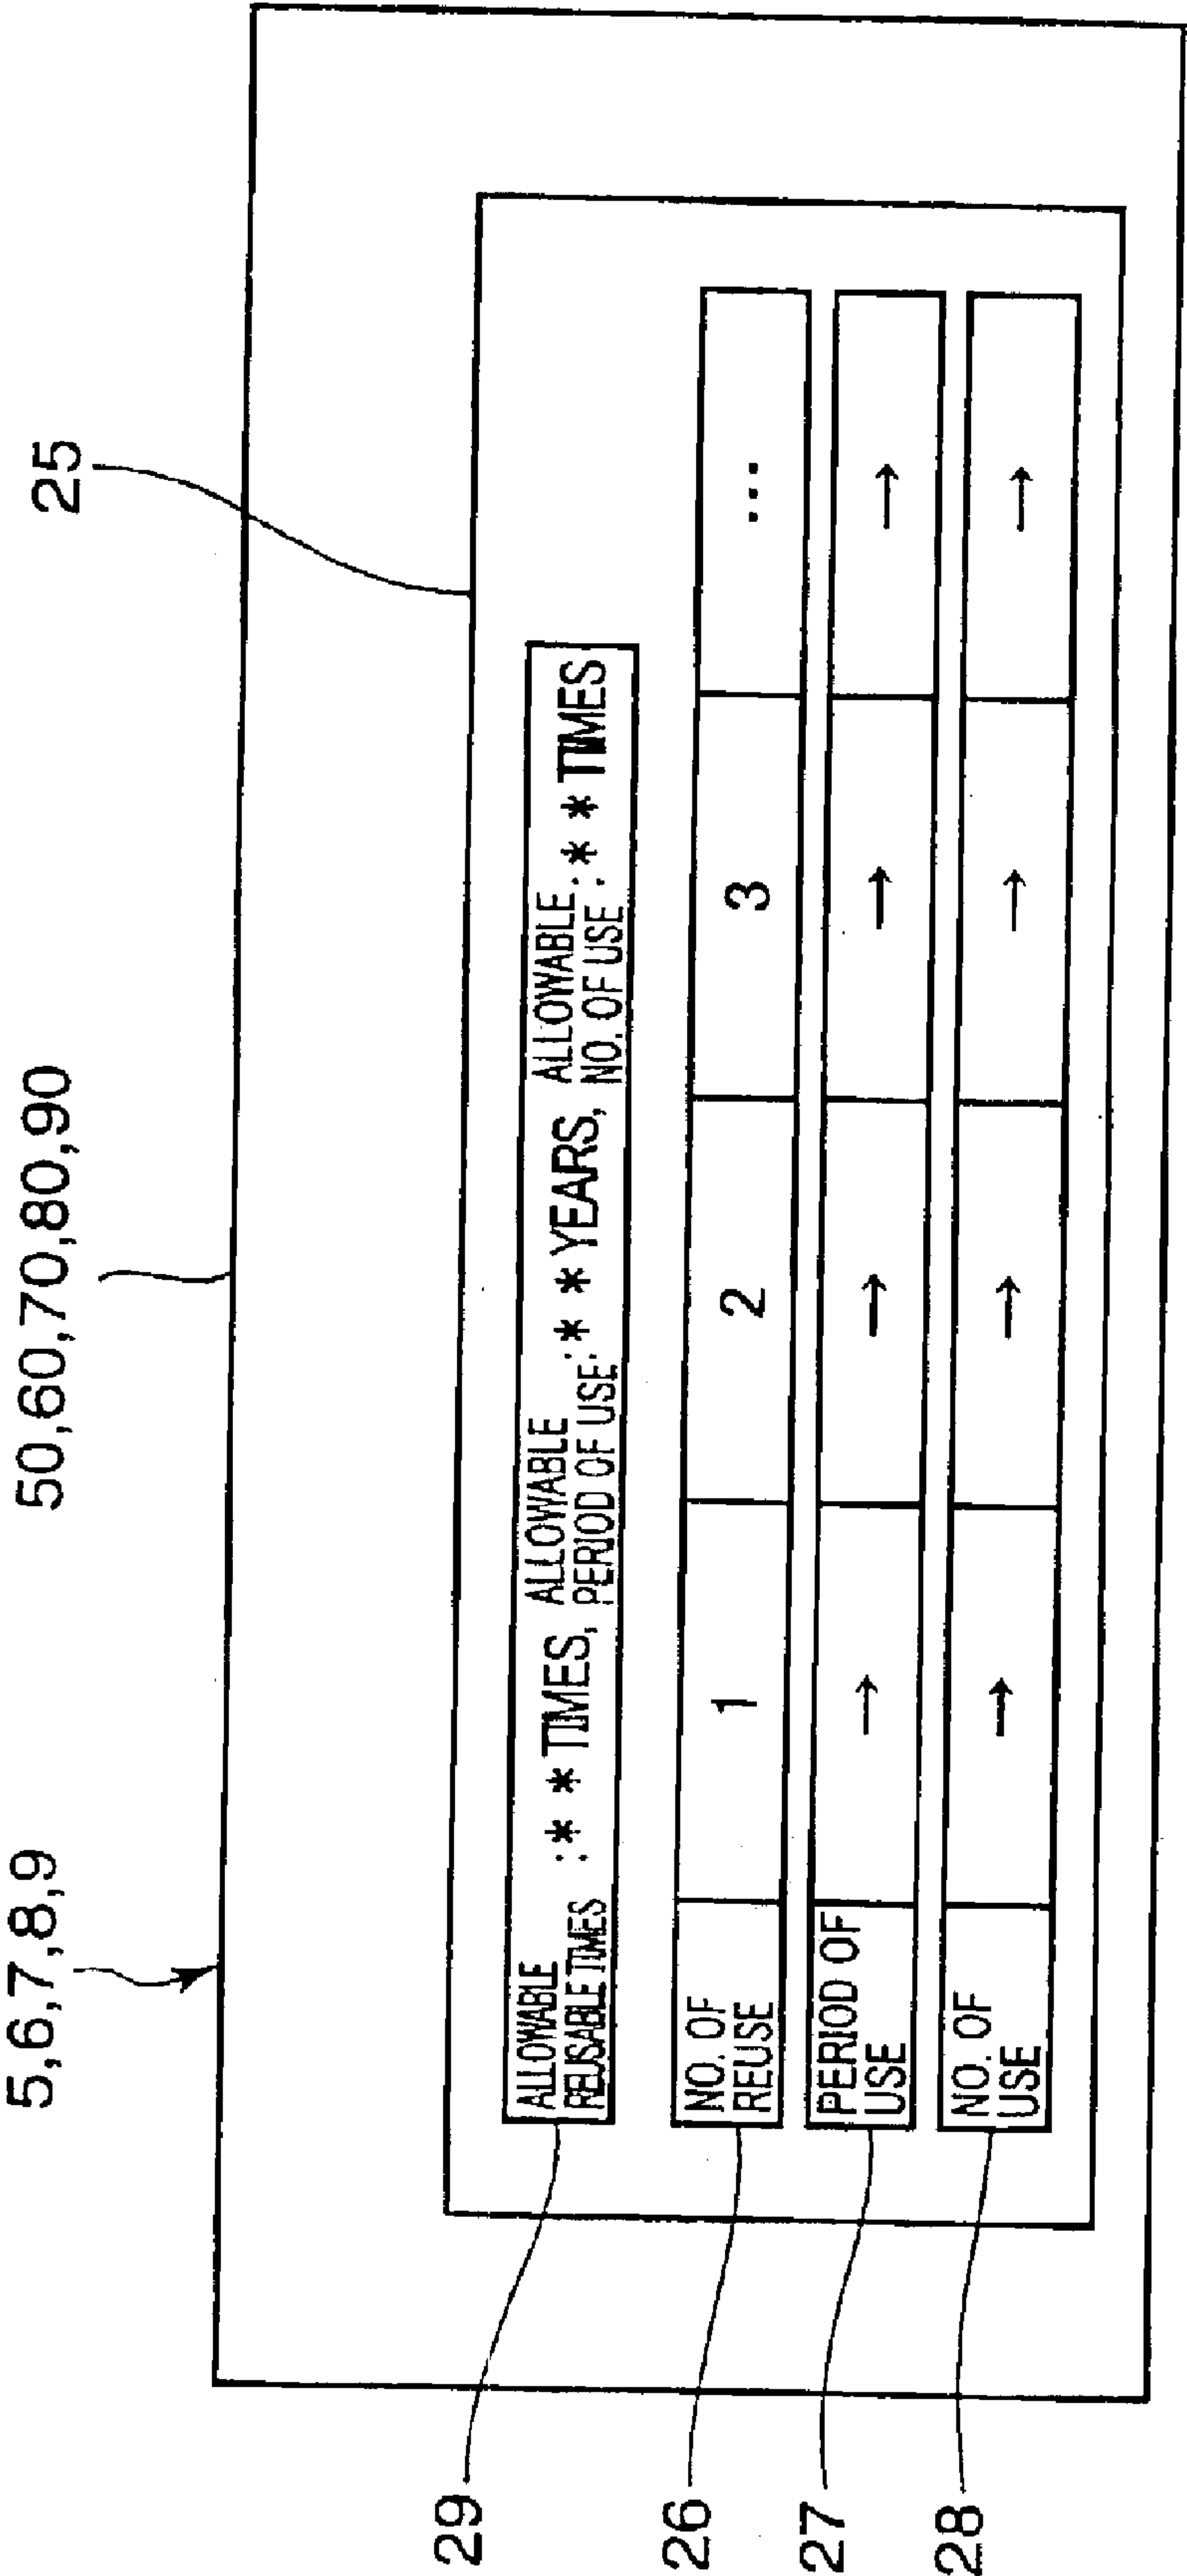 5,6,7,8,9
50,60,70,80,90
25
29
ALLOWABLE
REUSABLE TIMES :＊＊TIMES, ALLOWABLE
PERIOD OF USE:＊＊YEARS, ALLOWABLE
NO. OF USE :＊＊TIMES
26
NO. OF
REUSE
1 2 3 ...
27
PERIOD OF
USE
→ → → →
28
NO. OF
USE
→ → → →